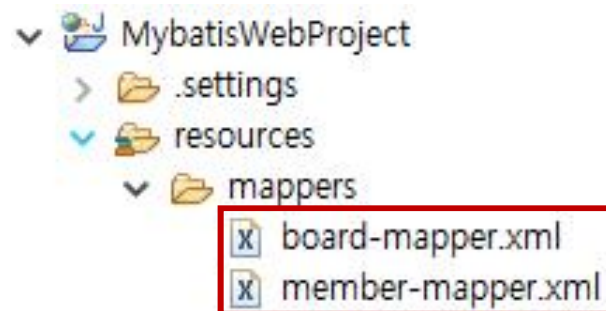 MybatisWebProject
.settings
resources
mappers
board-mapper.xml
member-mapper.xml